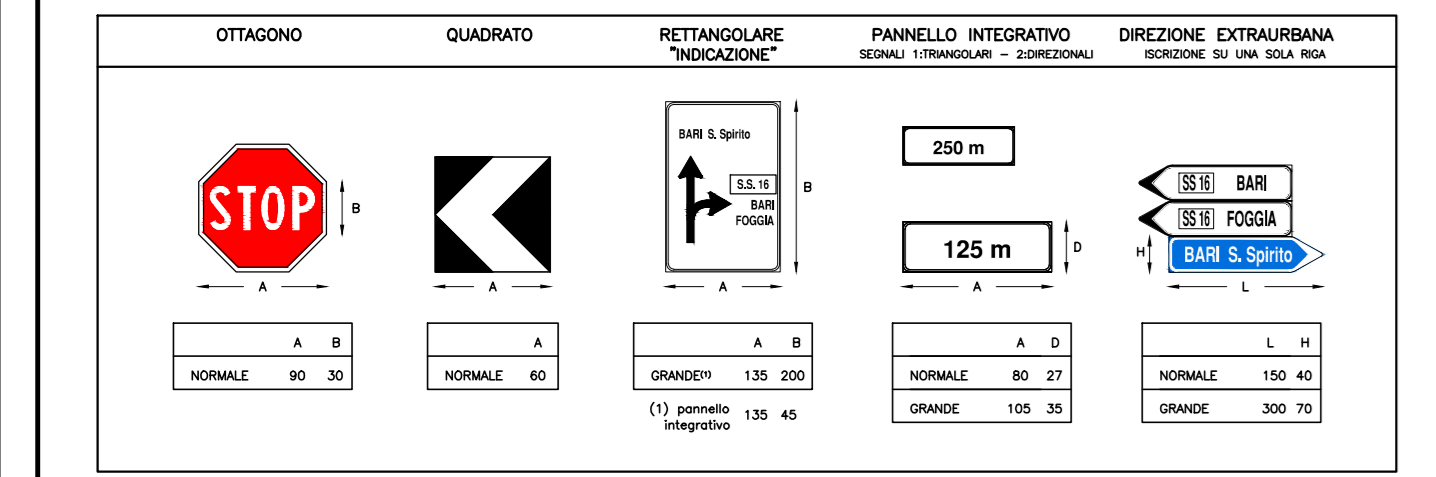 OTTAGONO
QUADRATO
RETTANGOLARE
"INDICAZIONE"
PANNELLO INTEGRATIVO
SEGNALI 1:TRIANGOLARI – 2:DIREZIONALI
DIREZIONE EXTRAURBANA
ISCRIZIONE SU UNA SOLA RIGA
STOP
B
A
A
BARI S. Spirito
S.S. 16
BARI
FOGGIA
B
A
250 m
125 m
D
A
SS 16 BARI
SS 16 FOGGIA
BARI S. Spirito
H
L
A B
NORMALE 90 30
A
NORMALE 60
A B
GRANDE(1) 135 200
(1) pannello
integrativo 135 45
A D
NORMALE 80 27
GRANDE 105 35
L H
NORMALE 150 40
GRANDE 300 70